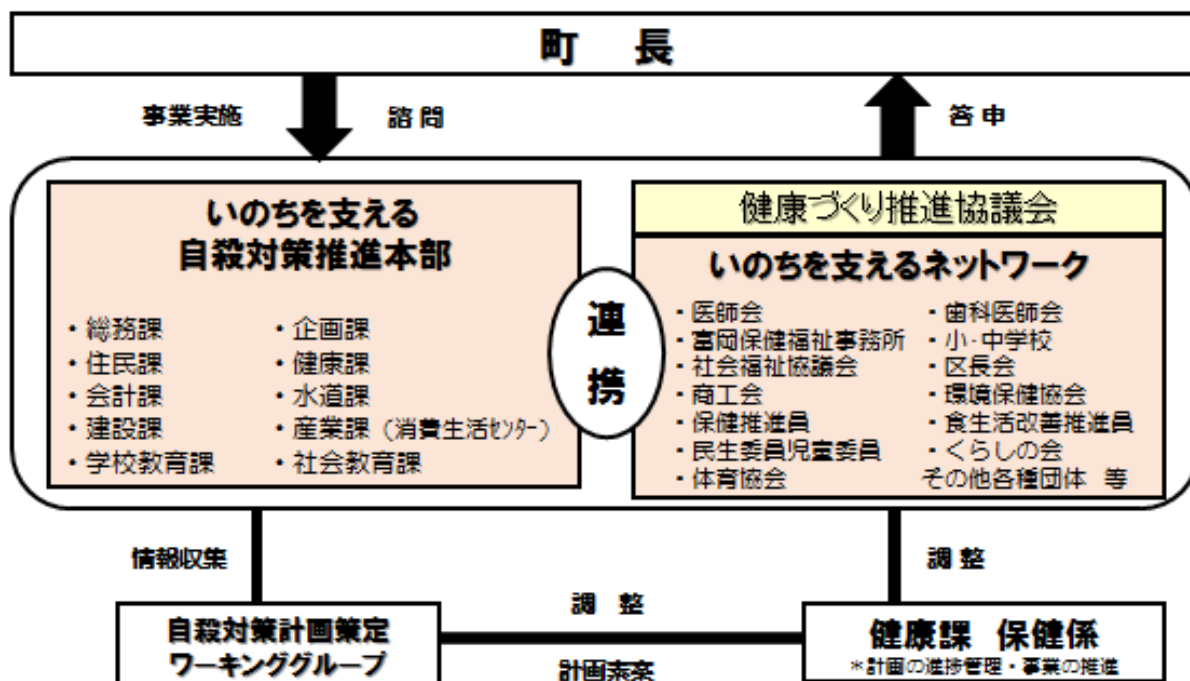 町 長
事業実施 諮問
答申
いのちを支える
自殺対策推進本部
・総務課 ・企画課
・住民課 ・健康課
・会計課 ・水道課
・建設課 ・産業課（消費生活ｾﾝﾀｰ）
・学校教育課 ・社会教育課
連
携
健康づくり推進協議会
いのちを支えるネットワーク
・医師会 ・歯科医師会
・富岡保健福祉事務所 ・小・中学校
・社会福祉協議会 ・区長会
・商工会 ・環境保健協会
・保健推進員 ・食生活改善推進員
・民生委員児童委員 ・くらしの会
・体育協会 その他各種団体 等
情報収集
調整
調 整
自殺対策計画策定
ワーキンググループ
計画素案
健康課 保健係
＊計画の進捗管理・事業の推進